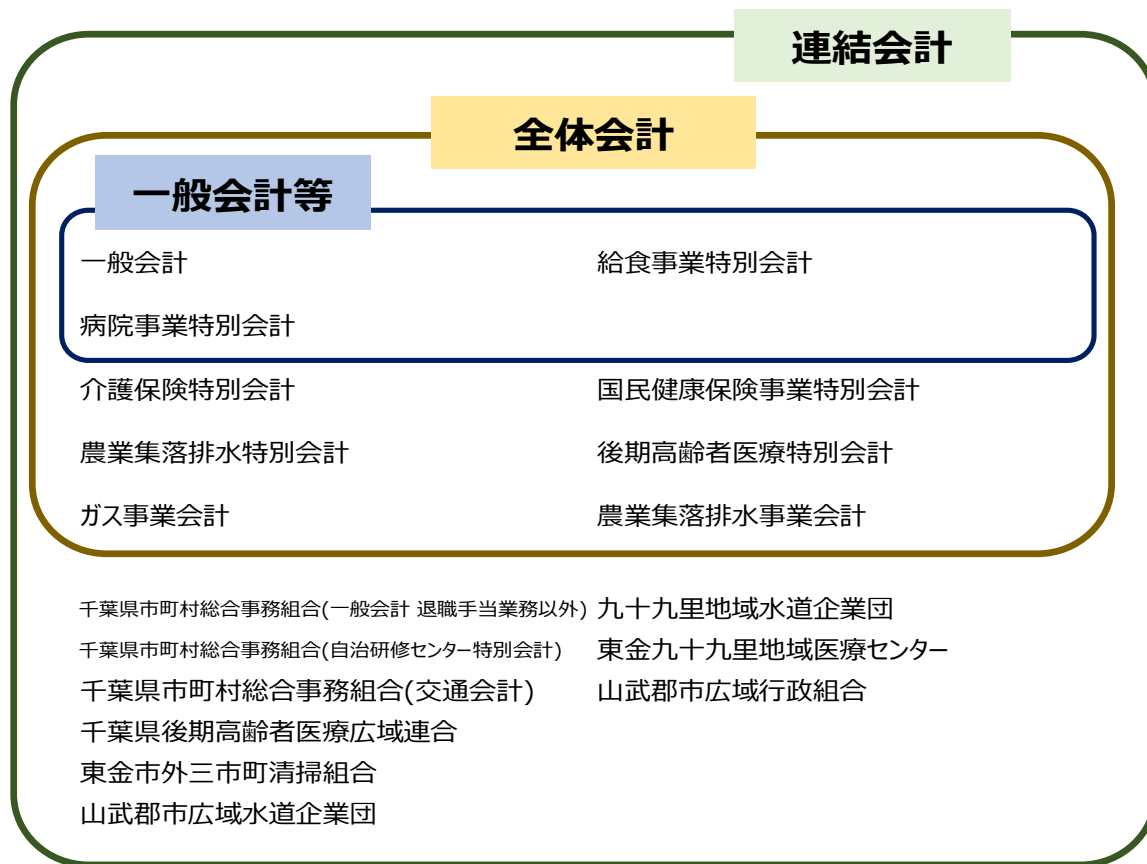 連結会計
全体会計
一般会計等
一般会計 給食事業特別会計
病院事業特別会計
介護保険特別会計 国民健康保険事業特別会計
農業集落排水特別会計 後期高齢者医療特別会計
ガス事業会計 農業集落排水事業会計
千葉県市町村総合事務組合(一般会計 退職手当業務以外) 九十九里地域水道企業団
千葉県市町村総合事務組合(自治研修センター特別会計) 東金九十九里地域医療センター
千葉県市町村総合事務組合(交通会計) 山武郡市広域行政組合
千葉県後期高齢者医療広域連合
東金市外三市町清掃組合
山武郡市広域水道企業団